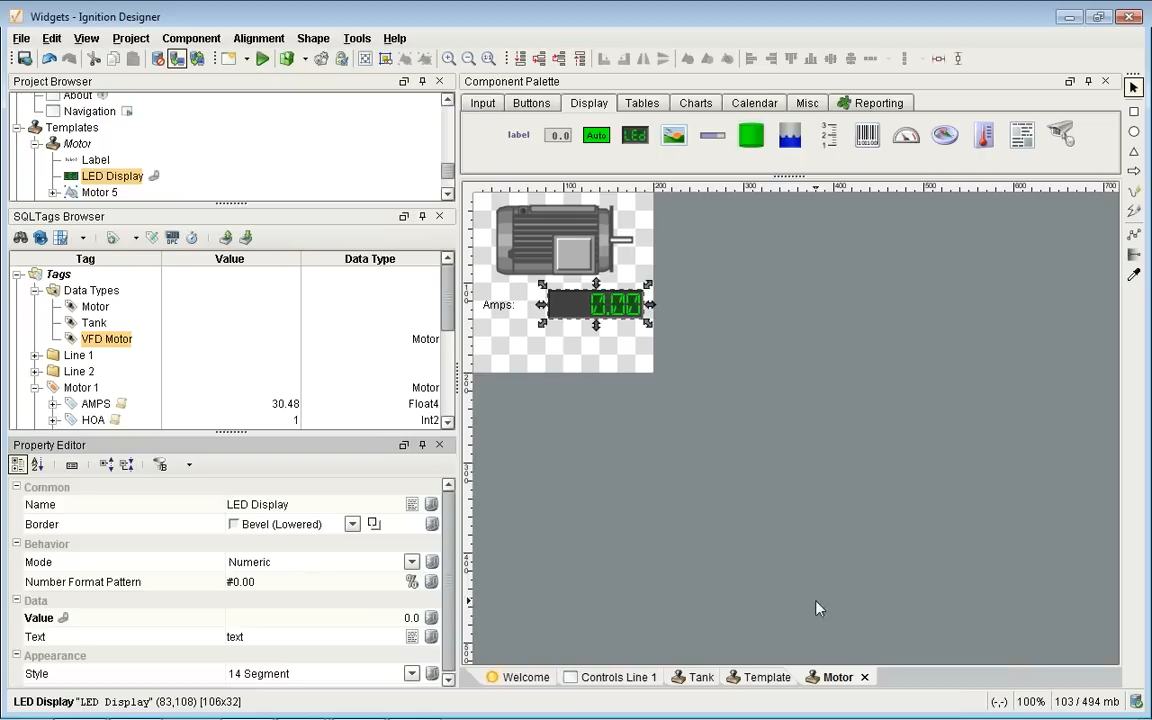 Widgets - Ignition Designer
File Edit View Project Component Alignment Shape Tools Help
Project Browser
About
Navigation
Templates
Motor
Label
LED Display
Motor 5
SQLTags Browser
Tag Value Data Type
Tags
Data Types
Motor
Tank
VFD Motor Motor
Line 1
Line 2
Motor 1 Motor
AMPS 30.48 Float4
HOA 1 Int2
Property Editor
Common
Name LED Display
Border Bevel (Lowered)
Behavior
Mode Numeric
Number Format Pattern #0.00
Data
Value 0.0
Text text
Appearance
Style 14 Segment
Component Palette
Input Buttons Display Tables Charts Calendar Misc Reporting
label 0.0 Auto LEd
100 200 300 400 500 600 700
Amps: 0.00
Welcome Controls Line 1 Tank Template Motor
LED Display "LED Display" (83,108) [106x32] (-,-) 100% 103 / 494 mb